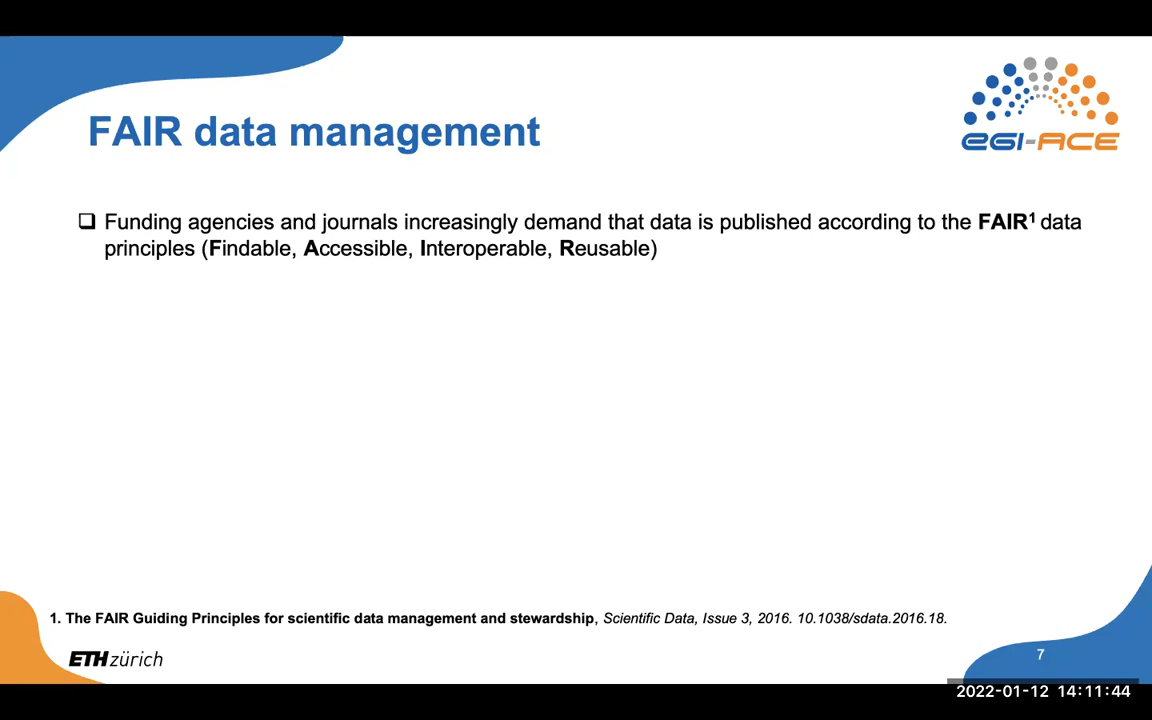 FAIR data management
EGI-ACE
❑ Funding agencies and journals increasingly demand that data is published according to the FAIR¹ data
principles (Findable, Accessible, Interoperable, Reusable)
1. The FAIR Guiding Principles for scientific data management and stewardship, Scientific Data, Issue 3, 2016. 10.1038/sdata.2016.18.
ETH zürich
7
2022-01-12 14:11:44